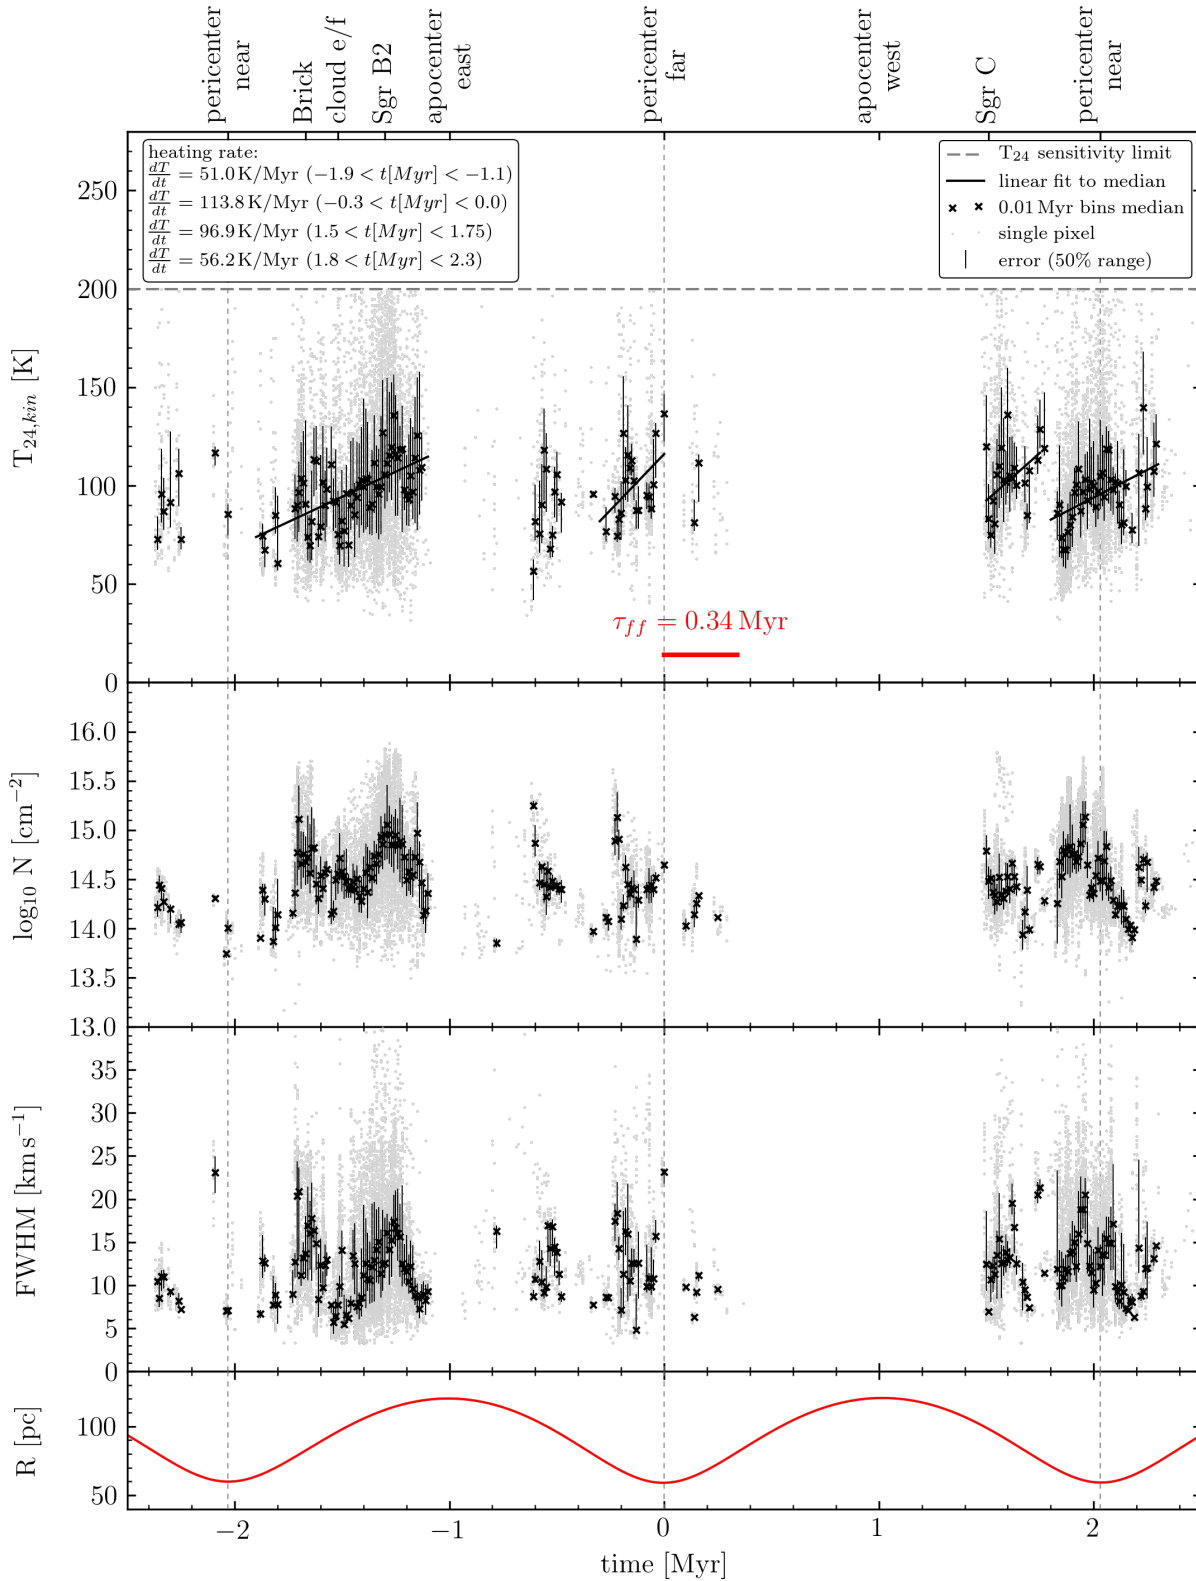 pericenter
near
Brick
cloud e/f
Sgr B2
apocenter
east
pericenter
far
apocenter
west
Sgr C
pericenter
near
heating rate:
dT/dt = 51.0 K/Myr (−1.9 < t[Myr] < −1.1)
dT/dt = 113.8 K/Myr (−0.3 < t[Myr] < 0.0)
dT/dt = 96.9 K/Myr (1.5 < t[Myr] < 1.75)
dT/dt = 56.2 K/Myr (1.8 < t[Myr] < 2.3)
T₂₄ sensitivity limit
linear fit to median
0.01 Myr bins median
single pixel
error (50% range)
T₂₄,kin [K]
250
200
150
100
50
0
τff = 0.34 Myr
log₁₀ N [cm⁻²]
16.0
15.5
15.0
14.5
14.0
13.5
13.0
FWHM [km s⁻¹]
35
30
25
20
15
10
5
0
R [pc]
100
50
−2
−1
0
1
2
time [Myr]